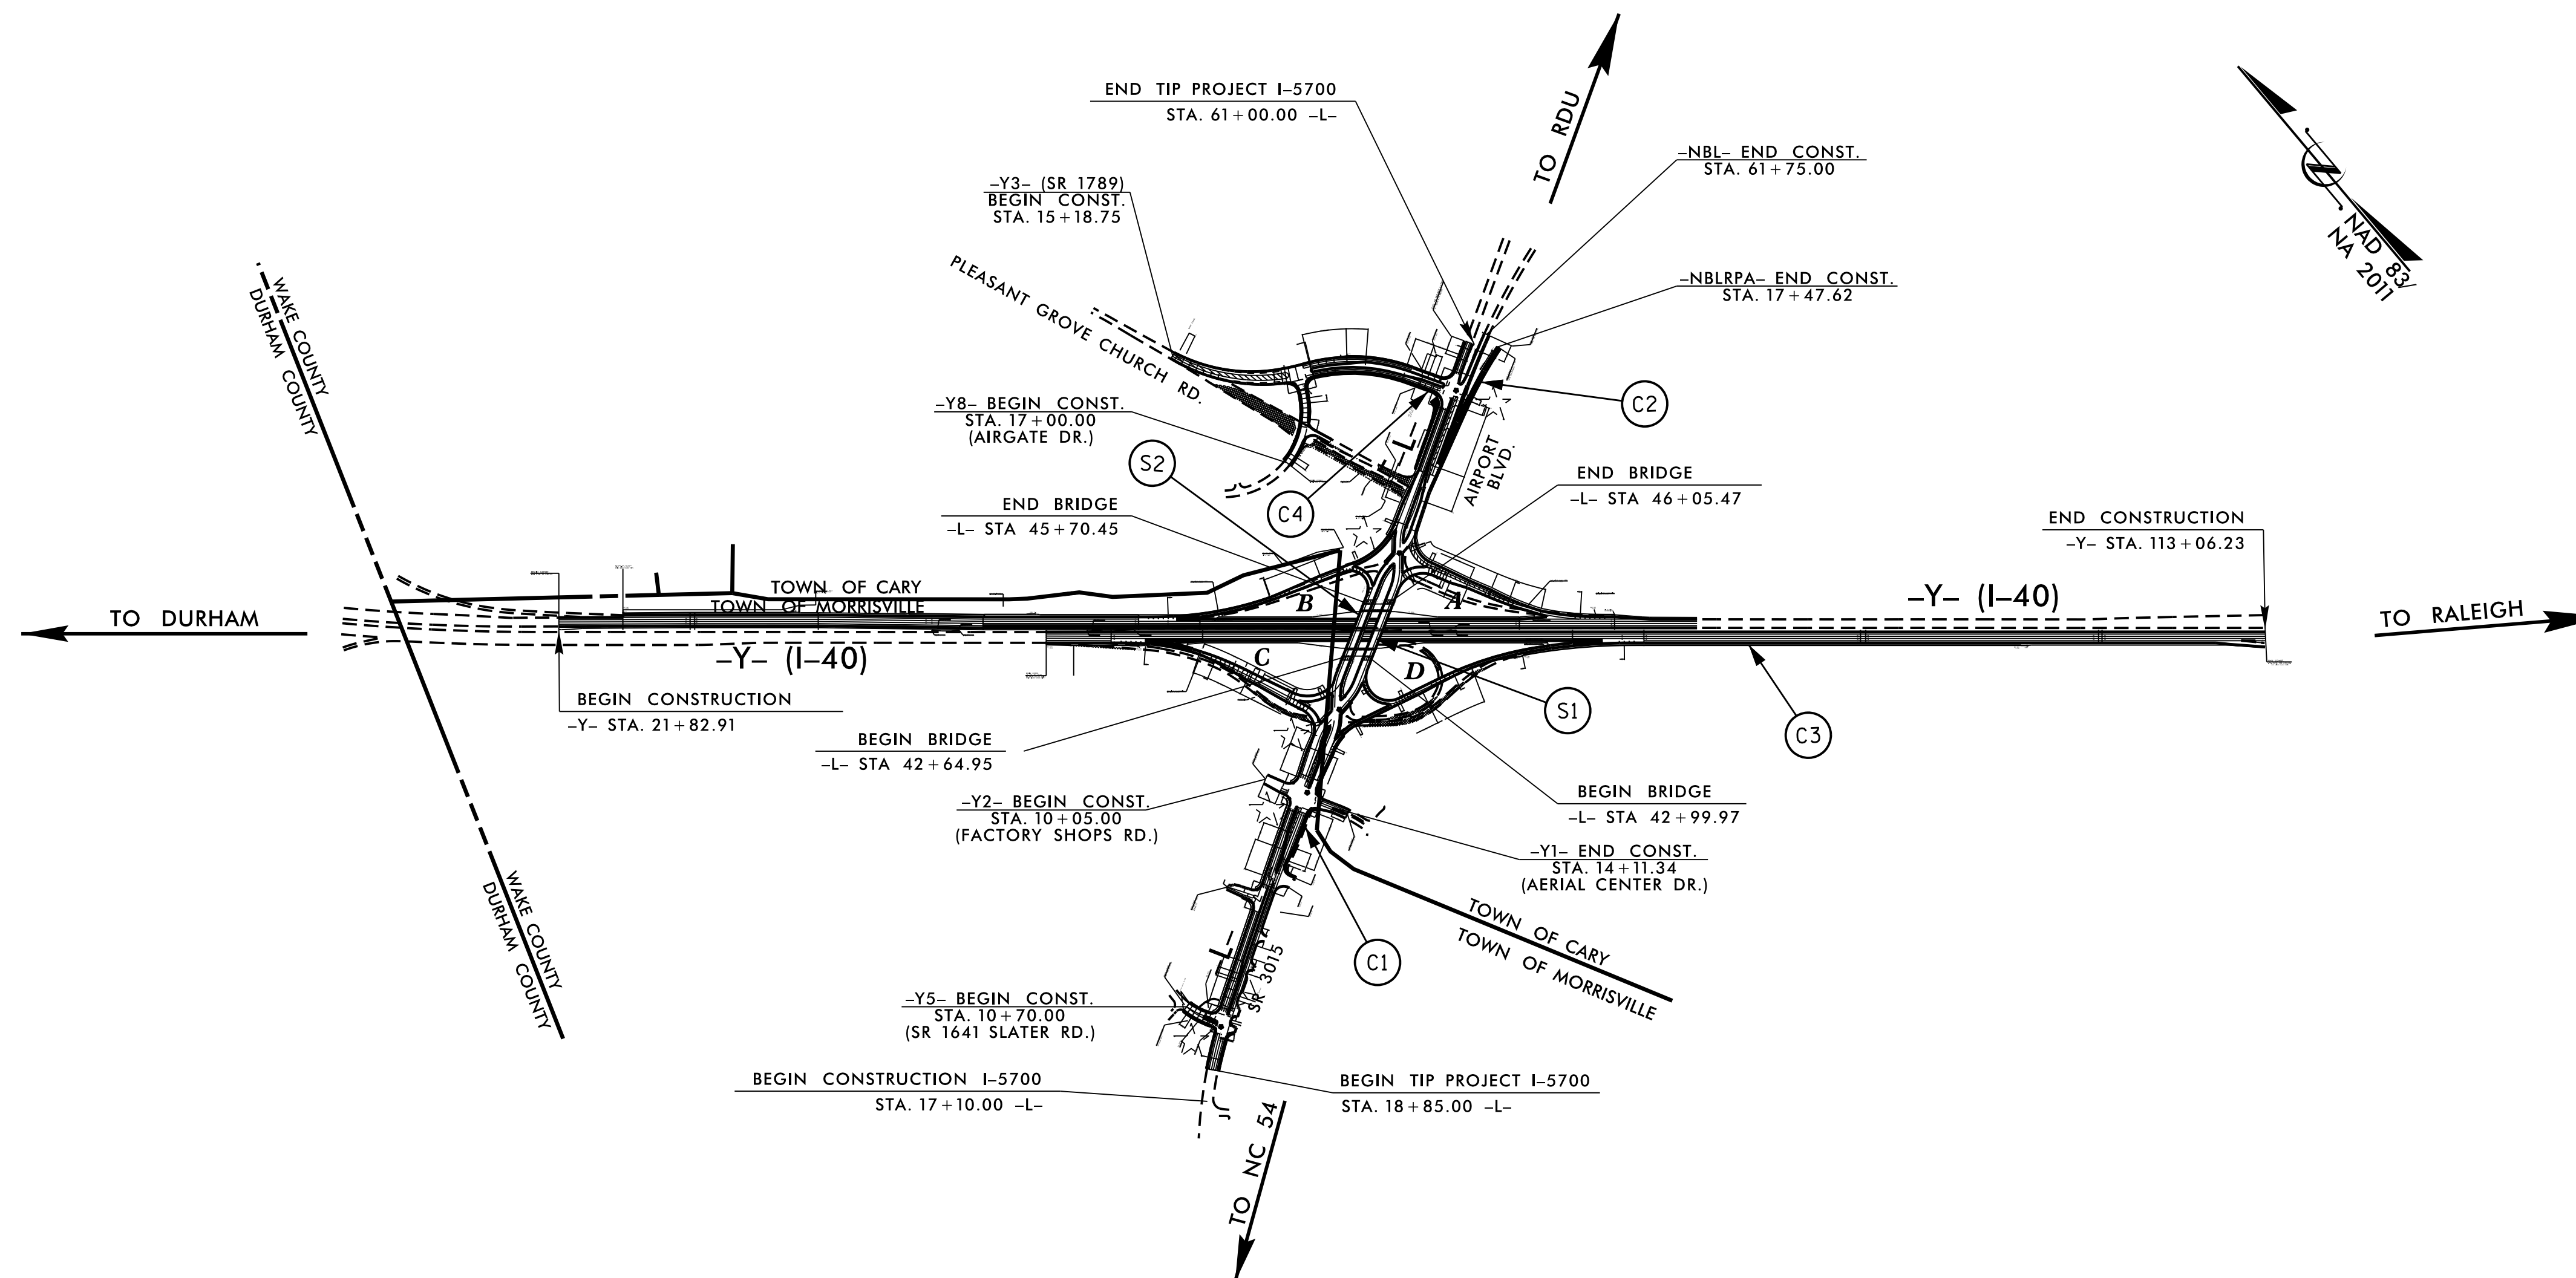 END TIP PROJECT I–5700
STA. 61+00.00 –L–
TO RDU
–NBL– END CONST.
STA. 61+75.00
–Y3– (SR 1789)
BEGIN CONST.
STA. 15+18.75
NAD 83/
NA 2011
PLEASANT GROVE CHURCH RD.
–NBLRPA– END CONST.
STA. 17+47.62
WAKE COUNTY
DURHAM COUNTY
–Y8– BEGIN CONST.
STA. 17+00.00
(AIRGATE DR.)
C2
S2
–L–
AIRPORT
BLVD.
C4
END BRIDGE
–L– STA 45+70.45
END BRIDGE
–L– STA 46+05.47
END CONSTRUCTION
–Y– STA. 113+06.23
TOWN OF CARY
TOWN OF MORRISVILLE
B
A
–Y– (I–40)
TO DURHAM
TO RALEIGH
–Y– (I–40)
C
D
BEGIN CONSTRUCTION
–Y– STA. 21+82.91
S1
C3
BEGIN BRIDGE
–L– STA 42+64.95
–Y2– BEGIN CONST.
STA. 10+05.00
(FACTORY SHOPS RD.)
BEGIN BRIDGE
–L– STA 42+99.97
–Y1– END CONST.
STA. 14+11.34
(AERIAL CENTER DR.)
WAKE COUNTY
DURHAM COUNTY
TOWN OF CARY
TOWN OF MORRISVILLE
C1
–L–
SR 3015
–Y5– BEGIN CONST.
STA. 10+70.00
(SR 1641 SLATER RD.)
BEGIN CONSTRUCTION I–5700
STA. 17+10.00 –L–
BEGIN TIP PROJECT I–5700
STA. 18+85.00 –L–
TO NC 54